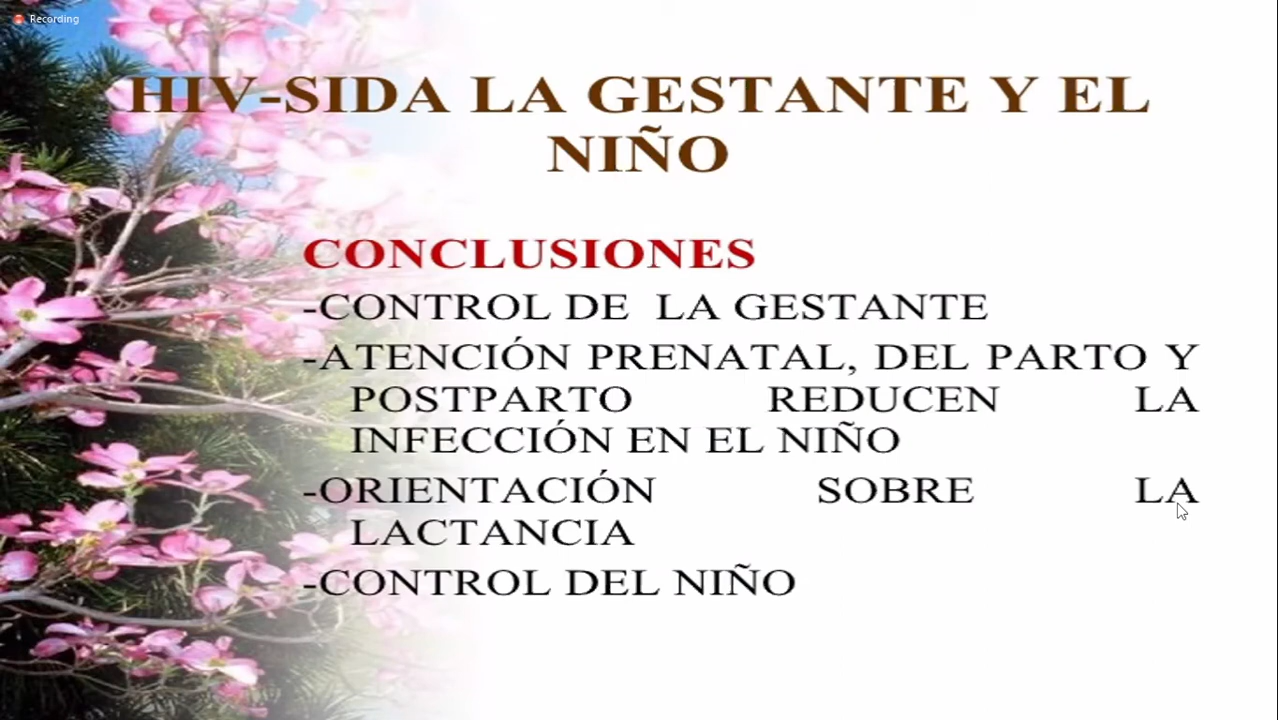 Recording
HIV-SIDA LA GESTANTE Y EL
NIÑO
CONCLUSIONES
-CONTROL DE LA GESTANTE
-ATENCIÓN PRENATAL, DEL PARTO Y
POSTPARTO REDUCEN LA
INFECCIÓN EN EL NIÑO
-ORIENTACIÓN SOBRE LA
LACTANCIA
-CONTROL DEL NIÑO